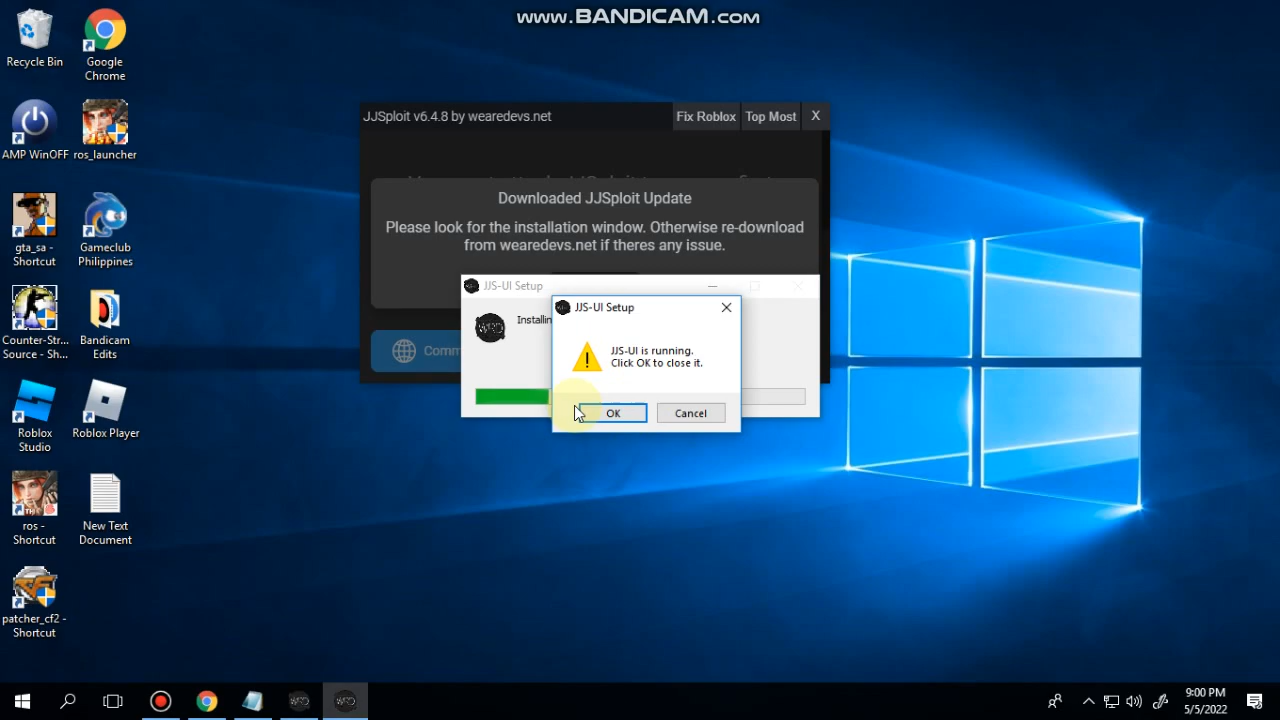 www.BANDICAM.com
Recycle Bin
Google
Chrome
AMP WinOFF
ros_launcher
gta_sa -
Shortcut
Gameclub
Philippines
Counter-Str...
Source - Sh...
Bandicam
Edits
Roblox
Studio
Roblox Player
ros -
Shortcut
New Text
Document
patcher_cf2 -
Shortcut
JJSploit v6.4.8 by wearedevs.net
Fix Roblox
Top Most
X
Downloaded JJSploit Update
Please look for the installation window. Otherwise re-download
from wearedevs.net if theres any issue.
Comm
JJS-UI Setup
Installin
JJS-UI Setup
JJS-UI is running.
Click OK to close it.
OK
Cancel
9:00 PM
5/5/2022